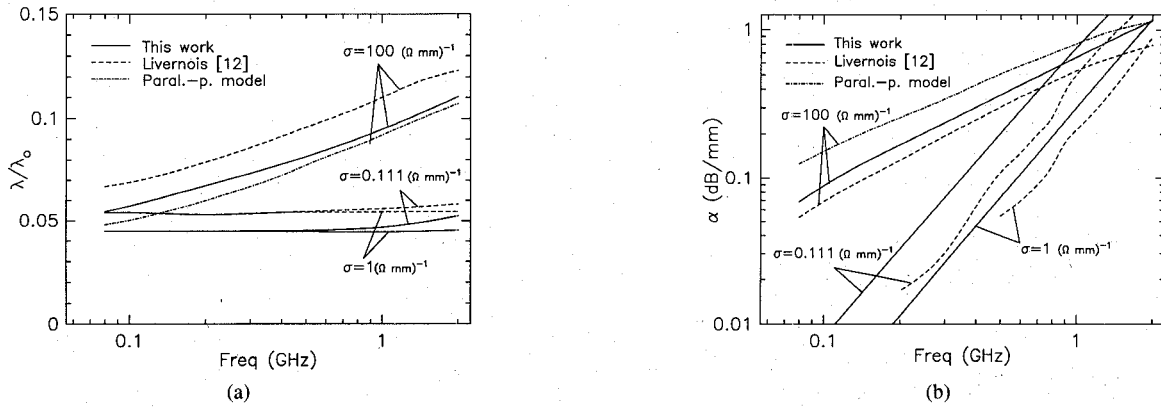 This work
Livernois [12]
Paral.-p. model
σ=100 (Ω mm)⁻¹
σ=0.111 (Ω mm)⁻¹
σ=1(Ω mm)⁻¹
0.15
0.1
0.05
0
λ/λₒ
0.1
1
Freq (GHz)
(a)
This work
Livernois [12]
Paral.-p. model
σ=100 (Ω mm)⁻¹
σ=0.111 (Ω mm)⁻¹
σ=1 (Ω mm)⁻¹
1
0.1
0.01
α (dB/mm)
0.1
1
Freq (GHz)
(b)